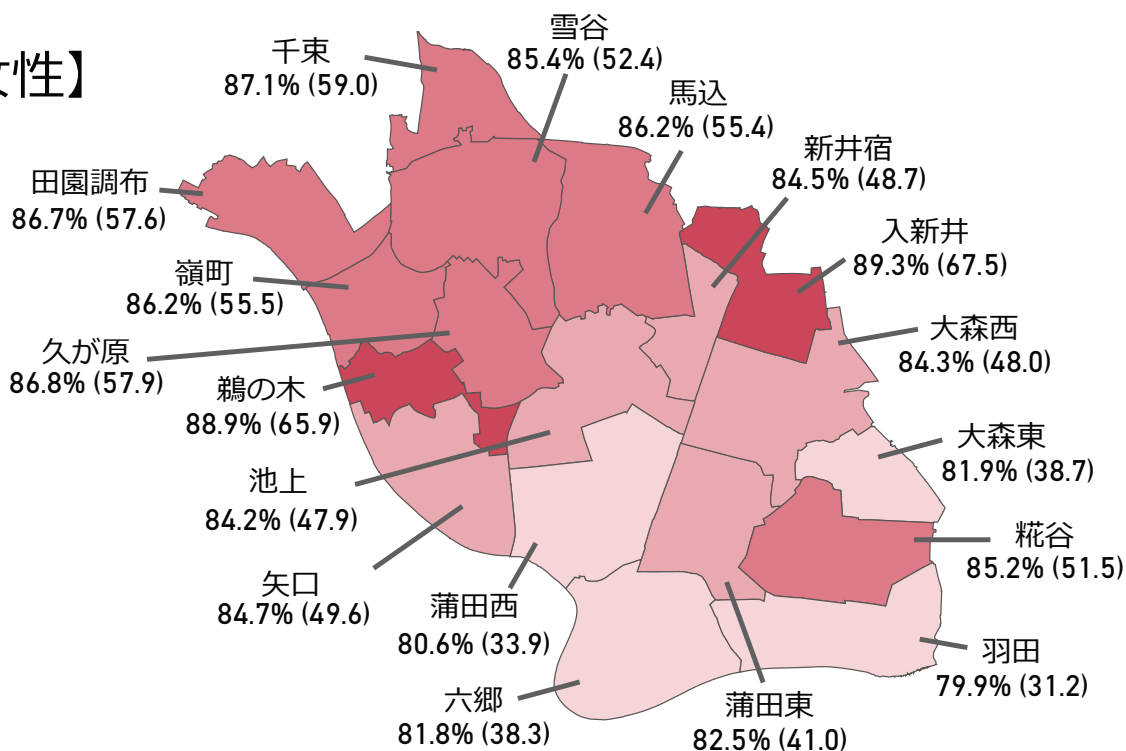 女性】
千束
87.1% (59.0)
雪谷
85.4% (52.4)
馬込
86.2% (55.4)
新井宿
84.5% (48.7)
入新井
89.3% (67.5)
田園調布
86.7% (57.6)
嶺町
86.2% (55.5)
久が原
86.8% (57.9)
鵜の木
88.9% (65.9)
池上
84.2% (47.9)
矢口
84.7% (49.6)
蒲田西
80.6% (33.9)
六郷
81.8% (38.3)
蒲田東
82.5% (41.0)
大森西
84.3% (48.0)
大森東
81.9% (38.7)
糀谷
85.2% (51.5)
羽田
79.9% (31.2)